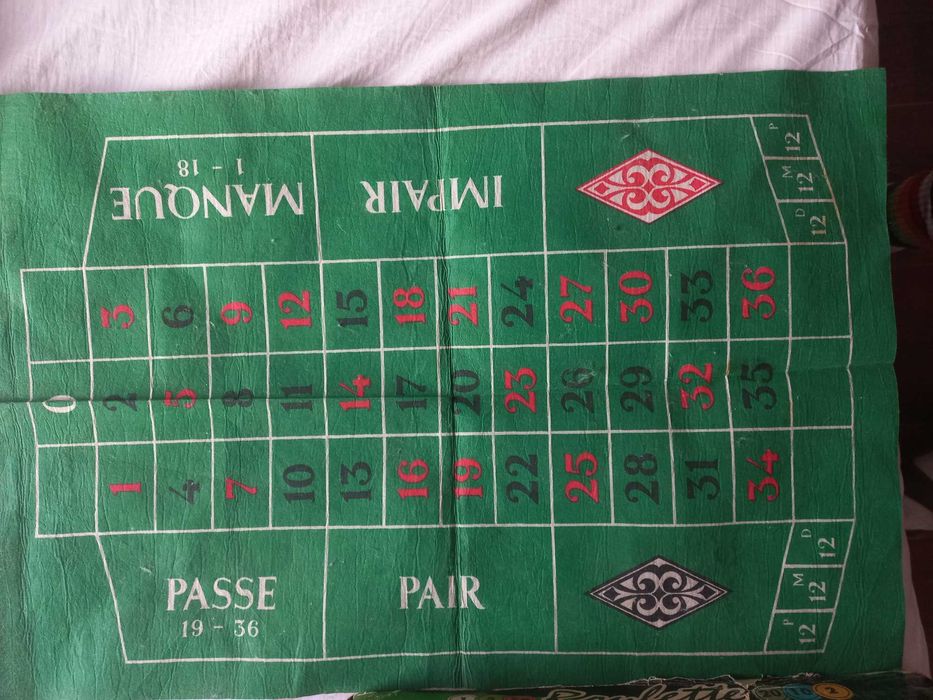 MANQUE
1 - 18
IMPAIR
P
12
M
12
D
12
3 6 9 12 15 18 21 24 27 30 33 36
0 2 5 8 11 14 17 20 23 26 29 32 35
1 4 7 10 13 16 19 22 25 28 31 34
PASSE
19 - 36
PAIR
D
12
M
12
P
12
Roulette
2